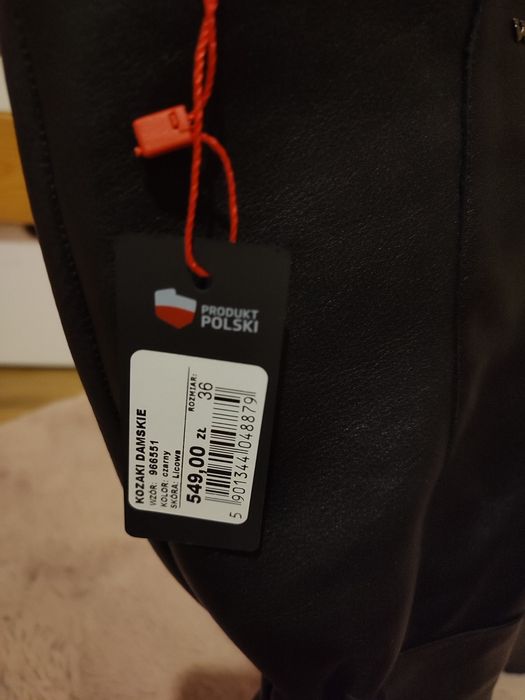 PRODUKT
POLSKI
KOZAKI DAMSKIE
WZÓR: 966551
KOLOR: czarny
SKÓRA: Licowa
549,00 ZŁ
ROZMIAR:
36
5 901344 048879